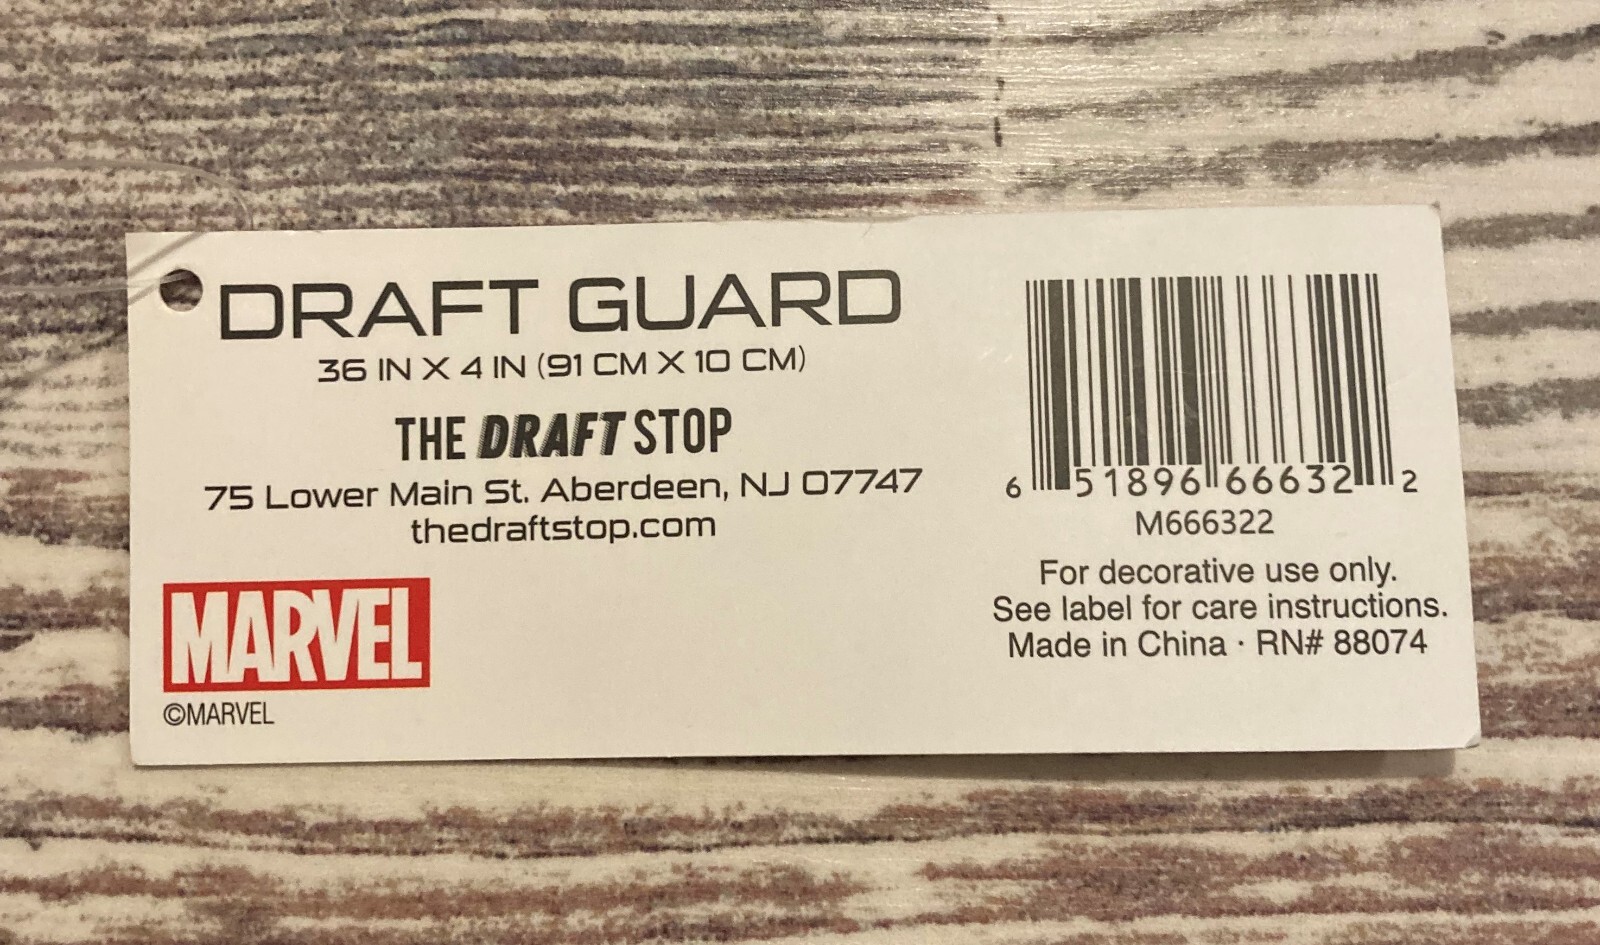 DRAFT GUARD
36 IN X 4 IN (91 CM X 10 CM)
THE DRAFT STOP
75 Lower Main St. Aberdeen, NJ 07747
thedraftstop.com
MARVEL
©MARVEL
6 51896 66632 2
M666322
For decorative use only.
See label for care instructions.
Made in China · RN# 88074